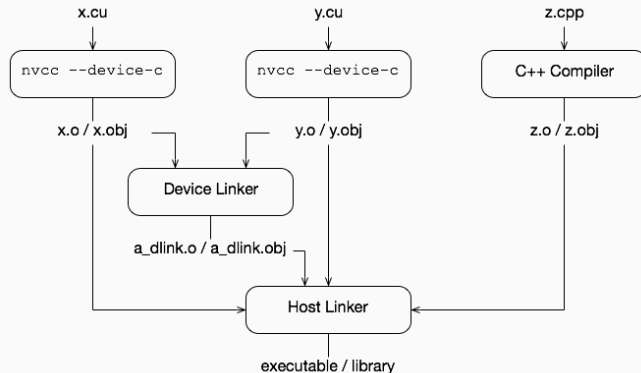 x.cu
y.cu
z.cpp
nvcc --device-c
nvcc --device-c
C++ Compiler
x.o / x.obj
y.o / y.obj
z.o / z.obj
Device Linker
a_dlink.o / a_dlink.obj
Host Linker
executable / library